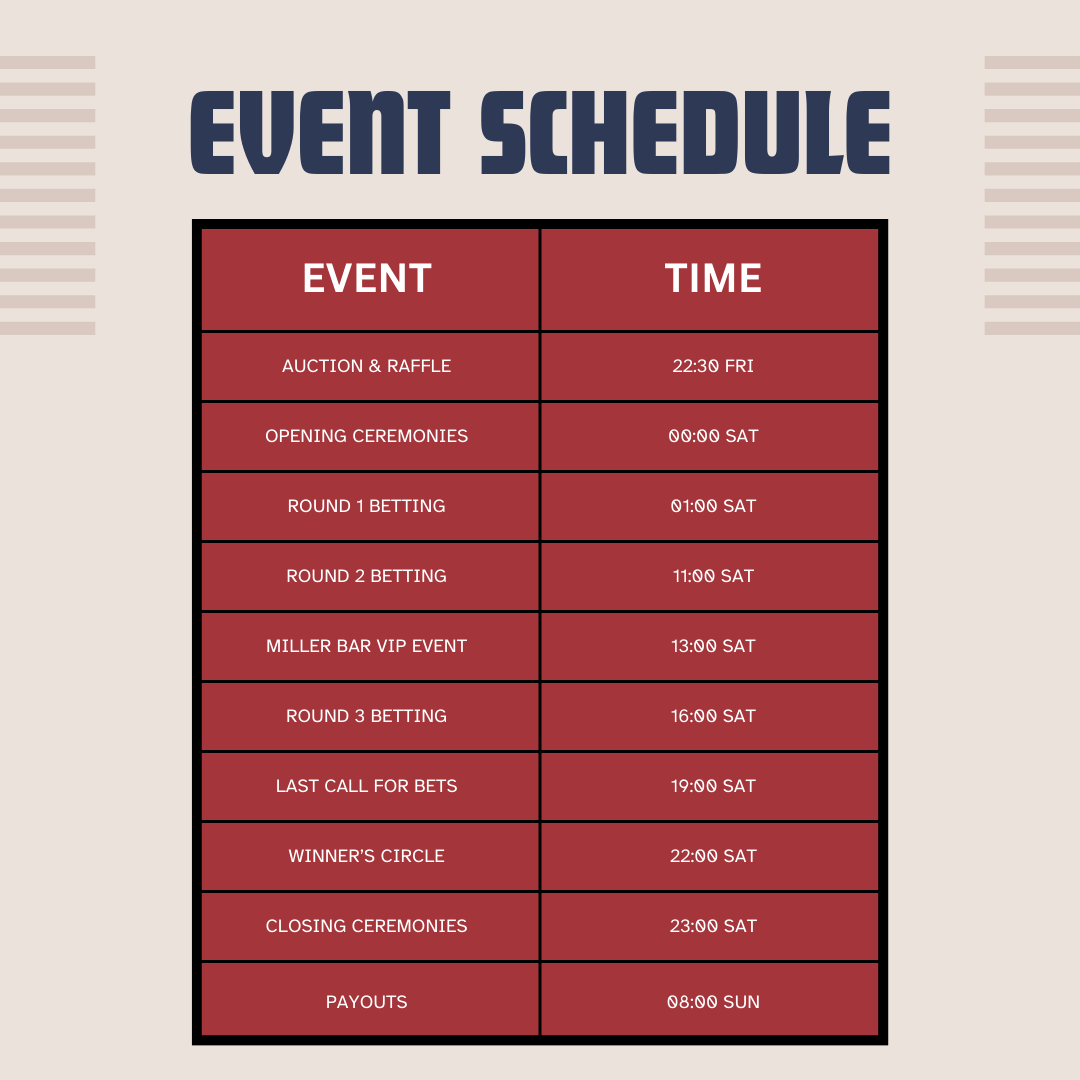 EVENT SCHEDULE
EVENT TIME
AUCTION & RAFFLE 22:30 FRI
OPENING CEREMONIES 00:00 SAT
ROUND 1 BETTING 01:00 SAT
ROUND 2 BETTING 11:00 SAT
MILLER BAR VIP EVENT 13:00 SAT
ROUND 3 BETTING 16:00 SAT
LAST CALL FOR BETS 19:00 SAT
WINNER’S CIRCLE 22:00 SAT
CLOSING CEREMONIES 23:00 SAT
PAYOUTS 08:00 SUN